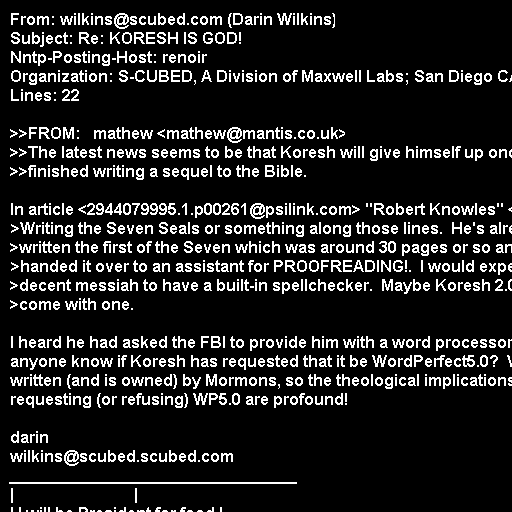 From: wilkins@scubed.com (Darin Wilkins)
Subject: Re: KORESH IS GOD!
Nntp-Posting-Host: renoir
Organization: S-CUBED, A Division of Maxwell Labs; San Diego CA
Lines: 22

>>FROM:   mathew <mathew@mantis.co.uk>
>>The latest news seems to be that Koresh will give himself up onc
>>finished writing a sequel to the Bible.

In article <2944079995.1.p00261@psilink.com> "Robert Knowles" <
>Writing the Seven Seals or something along those lines.  He's alre
>written the first of the Seven which was around 30 pages or so an
>handed it over to an assistant for PROOFREADING!.  I would expe
>decent messiah to have a built-in spellchecker.  Maybe Koresh 2.0
>come with one.

I heard he had asked the FBI to provide him with a word processor
anyone know if Koresh has requested that it be WordPerfect5.0?
written (and is owned) by Mormons, so the theological implications
requesting (or refusing) WP5.0 are profound!

darin
wilkins@scubed.scubed.com
________________________________
|                             |
| I will be President for food |